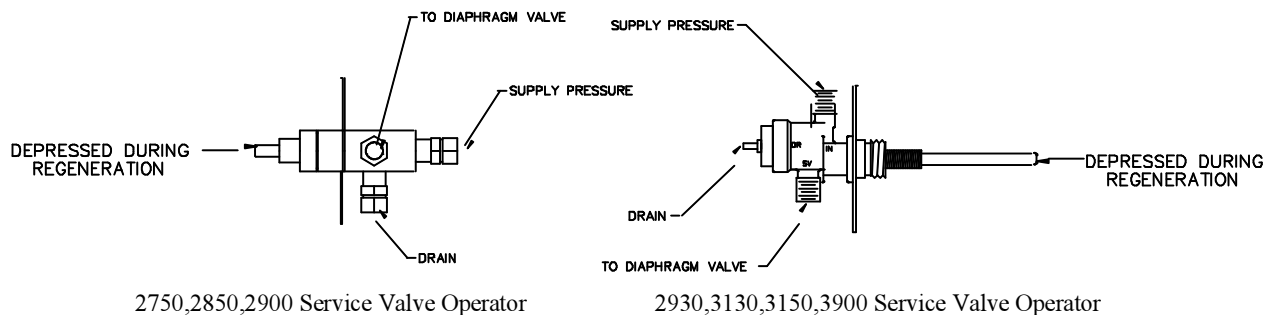 TO DIAPHRAGM VALVE
SUPPLY PRESSURE
DEPRESSED DURING
REGENERATION
DRAIN
2750,2850,2900 Service Valve Operator
SUPPLY PRESSURE
DR
IN
SV
DRAIN
DEPRESSED DURING
REGENERATION
TO DIAPHRAGM VALVE
2930,3130,3150,3900 Service Valve Operator